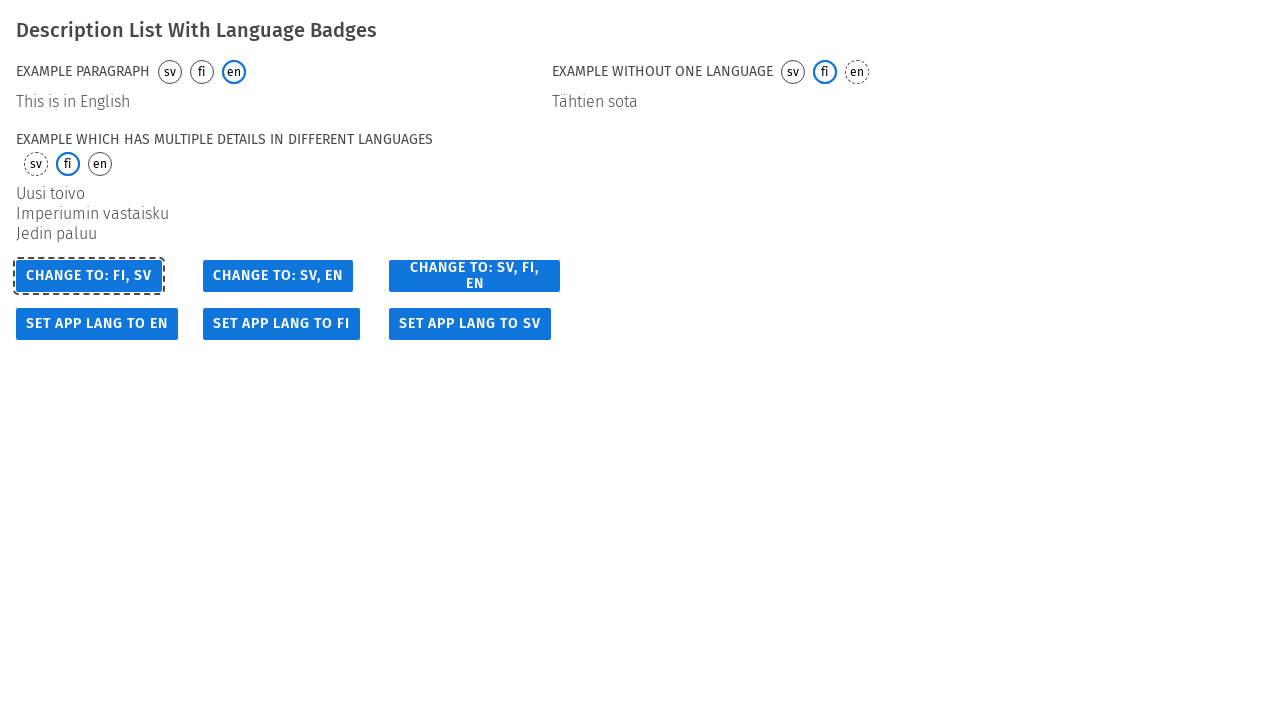 Description List With Language Badges
EXAMPLE PARAGRAPH sv fi en
This is in English
EXAMPLE WITHOUT ONE LANGUAGE sv fi en
Tähtien sota
EXAMPLE WHICH HAS MULTIPLE DETAILS IN DIFFERENT LANGUAGES
sv fi en
Uusi toivo
Imperiumin vastaisku
Jedin paluu
CHANGE TO: FI, SV
CHANGE TO: SV, EN
CHANGE TO: SV, FI,
EN
SET APP LANG TO EN
SET APP LANG TO FI
SET APP LANG TO SV